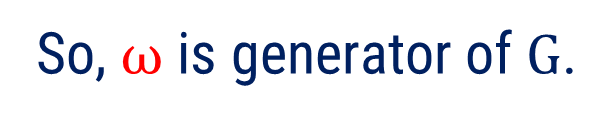 So, ω is generator of G.